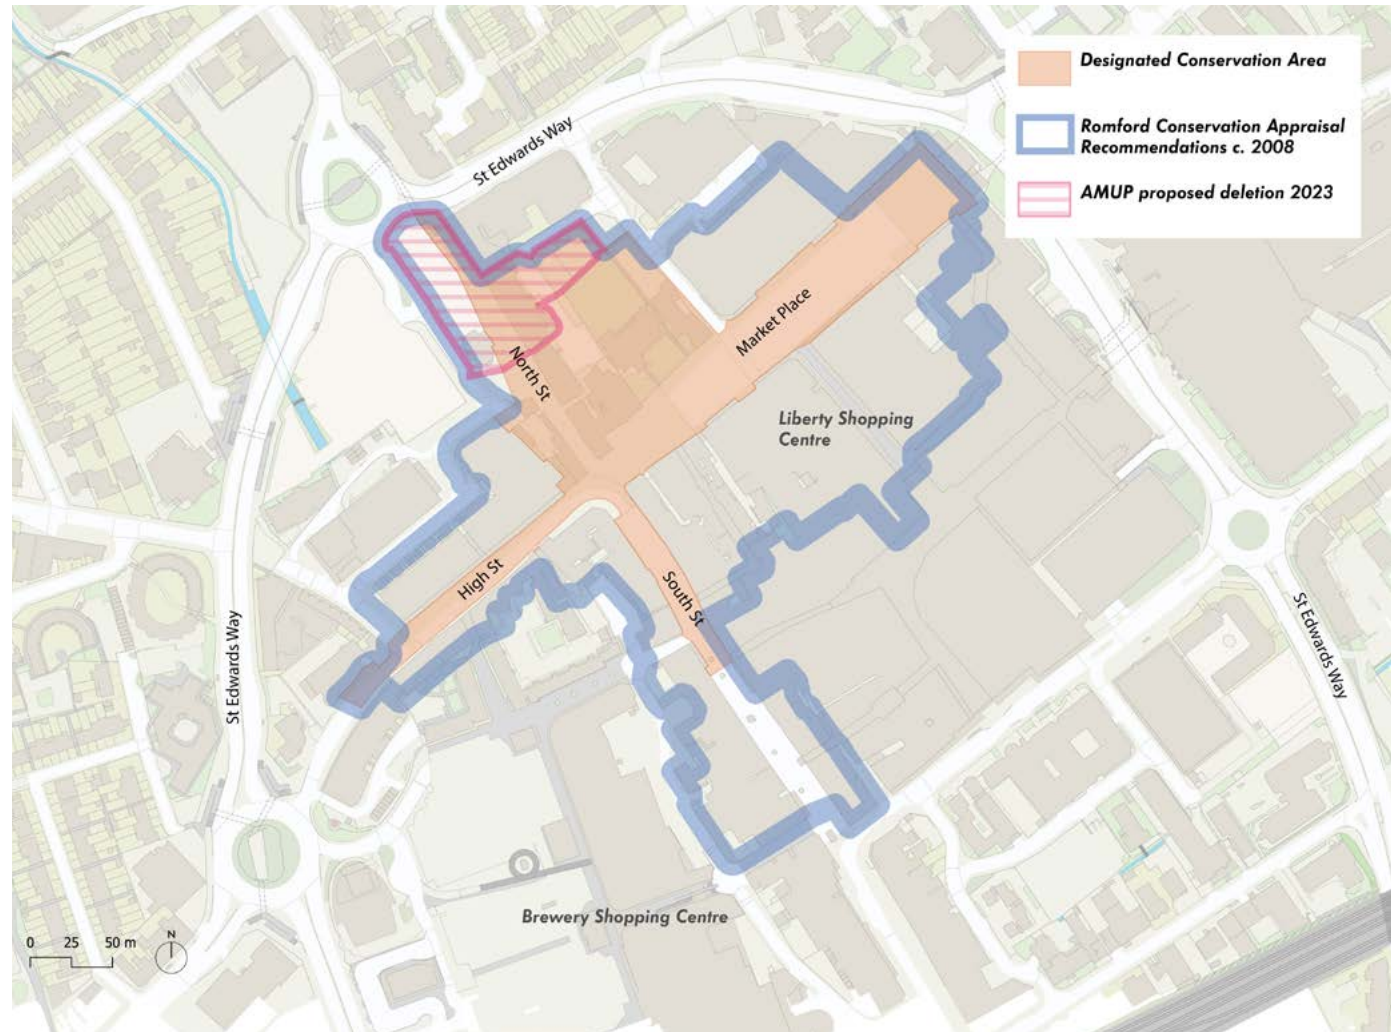 Designated Conservation Area
Romford Conservation Appraisal
Recommendations c. 2008
AMUP proposed deletion 2023
St Edwards Way
Market Place
North St
Liberty Shopping
Centre
High St
South St
St Edwards Way
St Edwards Way
Brewery Shopping Centre
0 25 50 m
N